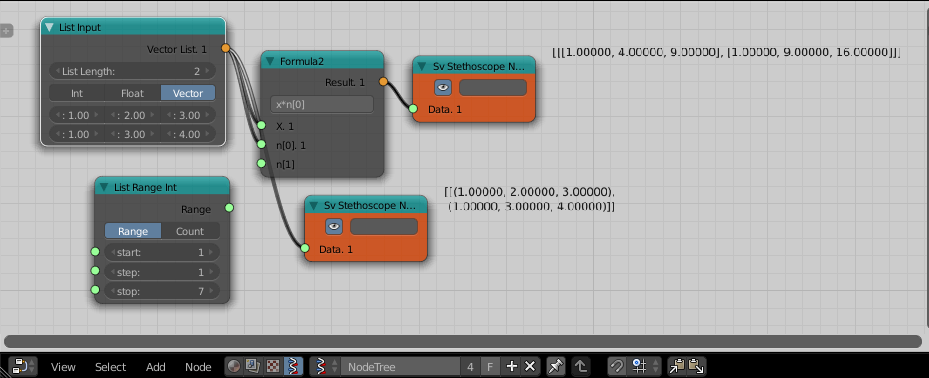 List Input
Vector List. 1
List Length: 2
Int Float Vector
: 1.00 : 2.00 : 3.00
: 1.00 : 3.00 : 4.00
Formula2
Result. 1
x*n[0]
X. 1
n[0]. 1
n[1]
Sv Stethoscope N...
Data. 1
[[[1.00000, 4.00000, 9.00000], [1.00000, 9.00000, 16.00000]]]
List Range Int
Range
Range Count
start: 1
step: 1
stop: 7
Sv Stethoscope N...
Data. 1
[[(1.00000, 2.00000, 3.00000),
(1.00000, 3.00000, 4.00000)]]
View Select Add Node NodeTree 4 F